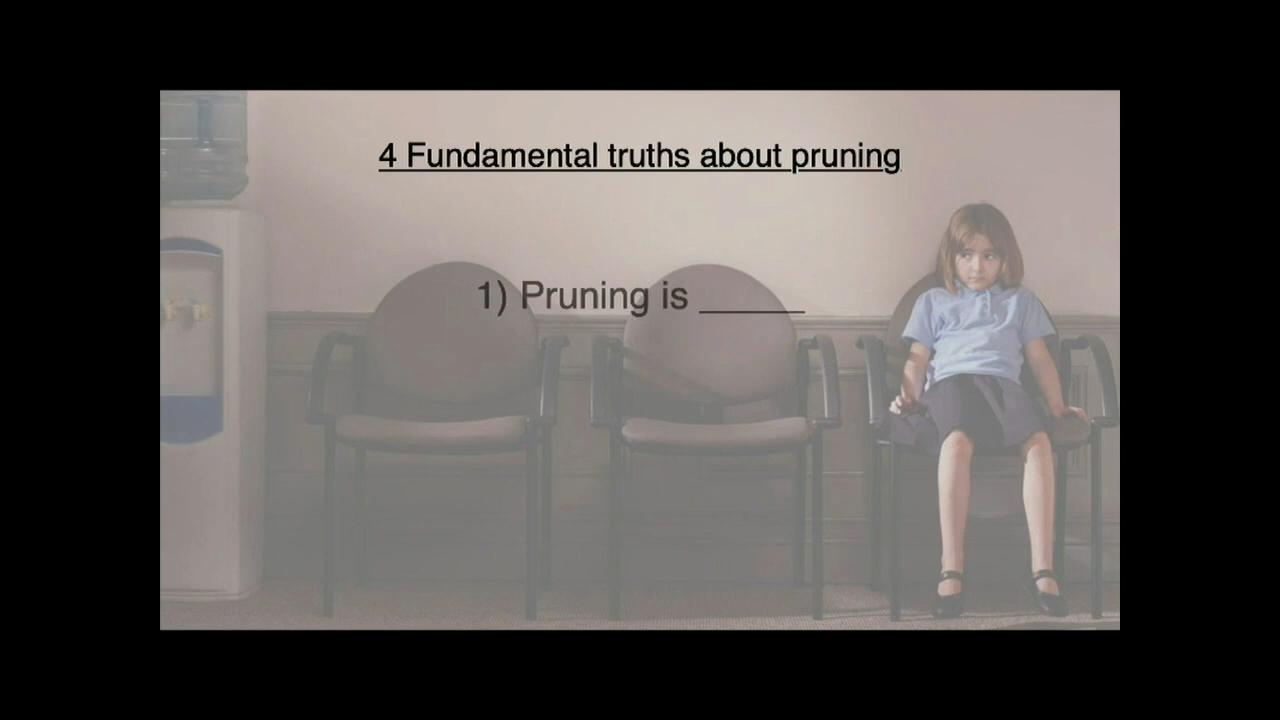 4 Fundamental truths about pruning
1) Pruning is ______